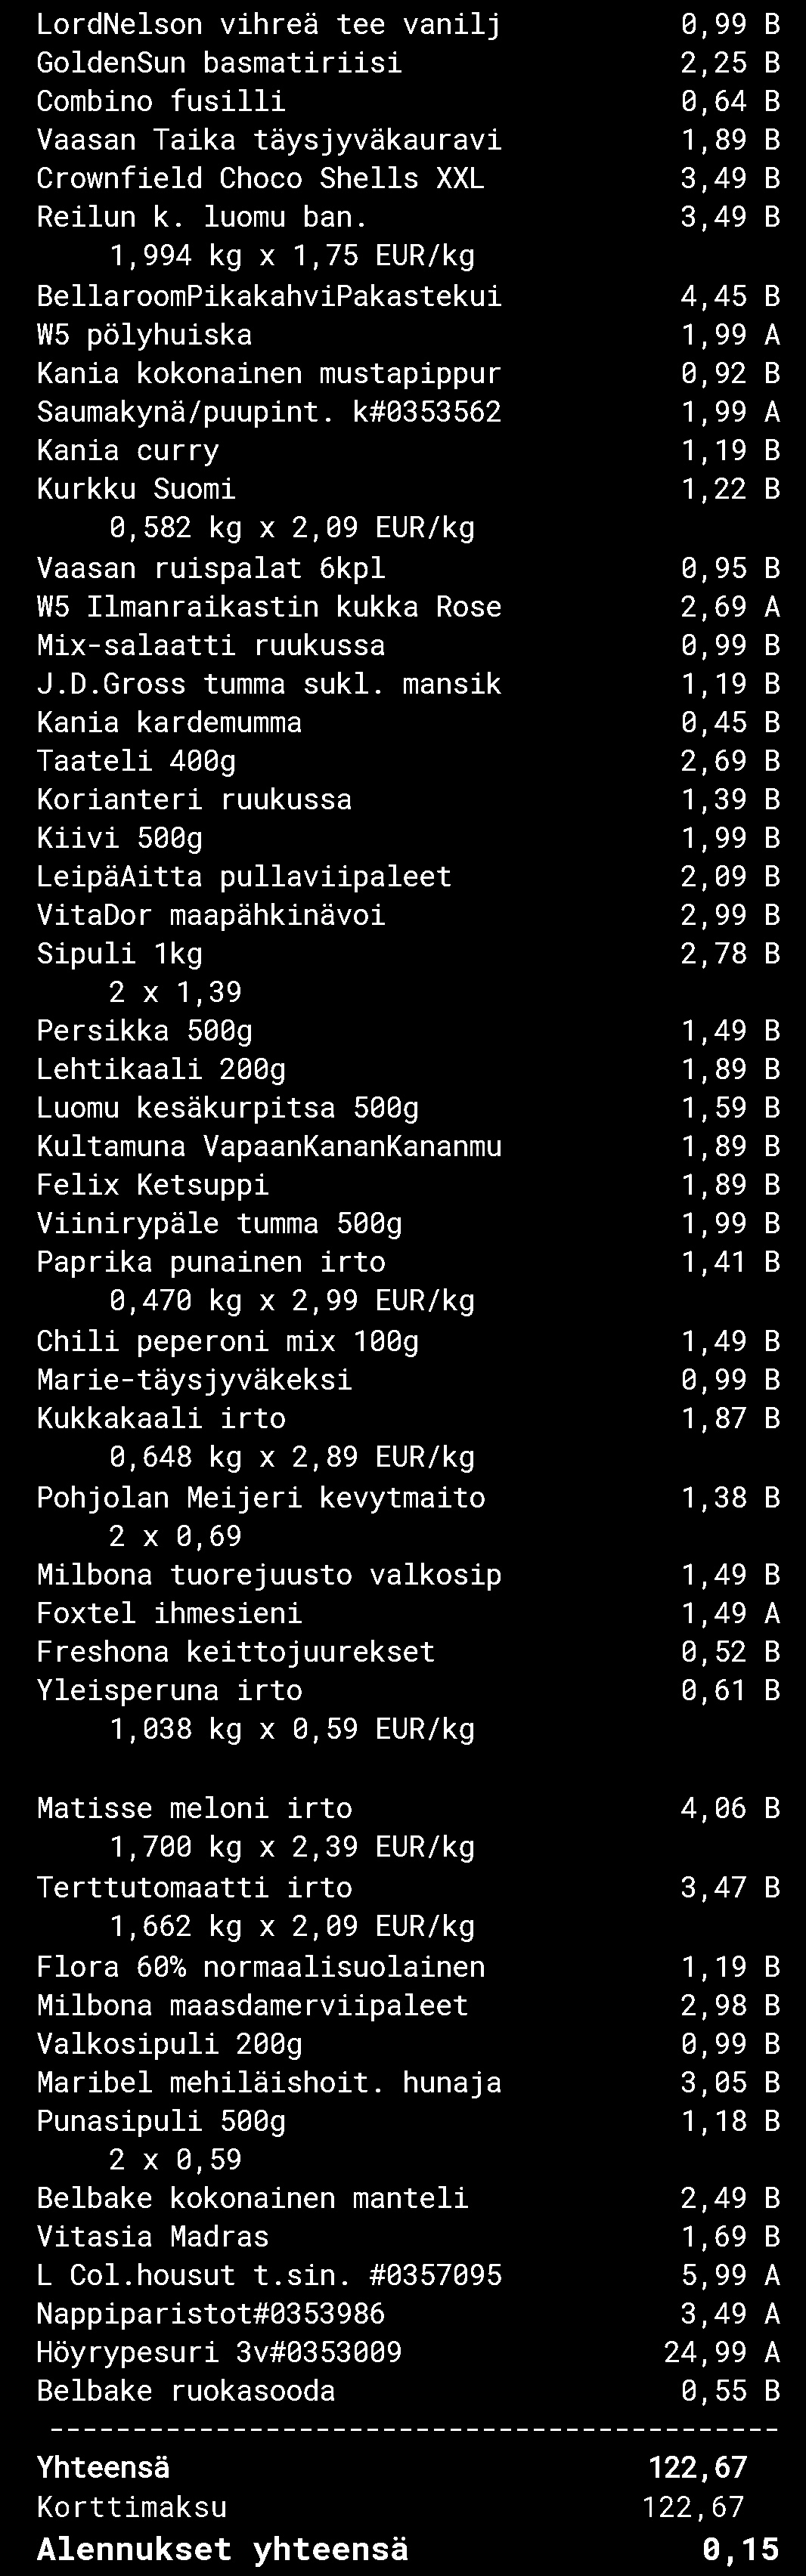 LordNelson vihreä tee vanilj 0,99 B
GoldenSun basmatiriisi 2,25 B
Combino fusilli 0,64 B
Vaasan Taika täysjyväkauravi 1,89 B
Crownfield Choco Shells XXL 3,49 B
Reilun k. luomu ban. 3,49 B
1,994 kg x 1,75 EUR/kg
BellaroomPikakahviPakastekui 4,45 B
W5 pölyhuiska 1,99 A
Kania kokonainen mustapippur 0,92 B
Saumakynä/puupint. k#0353562 1,99 A
Kania curry 1,19 B
Kurkku Suomi 1,22 B
0,582 kg x 2,09 EUR/kg
Vaasan ruispalat 6kpl 0,95 B
W5 Ilmanraikastin kukka Rose 2,69 A
Mix-salaatti ruukussa 0,99 B
J.D.Gross tumma sukl. mansik 1,19 B
Kania kardemumma 0,45 B
Taateli 400g 2,69 B
Korianteri ruukussa 1,39 B
Kiivi 500g 1,99 B
LeipäAitta pullaviipaleet 2,09 B
VitaDor maapähkinävoi 2,99 B
Sipuli 1kg 2,78 B
2 x 1,39
Persikka 500g 1,49 B
Lehtikaali 200g 1,89 B
Luomu kesäkurpitsa 500g 1,59 B
Kultamuna VapaanKananKananmu 1,89 B
Felix Ketsuppi 1,89 B
Viinirypäle tumma 500g 1,99 B
Paprika punainen irto 1,41 B
0,470 kg x 2,99 EUR/kg
Chili peperoni mix 100g 1,49 B
Marie-täysjyväkeksi 0,99 B
Kukkakaali irto 1,87 B
0,648 kg x 2,89 EUR/kg
Pohjolan Meijeri kevytmaito 1,38 B
2 x 0,69
Milbona tuorejuusto valkosip 1,49 B
Foxtel ihmesieni 1,49 A
Freshona keittojuurekset 0,52 B
Yleisperuna irto 0,61 B
1,038 kg x 0,59 EUR/kg
Matisse meloni irto 4,06 B
1,700 kg x 2,39 EUR/kg
Terttutomaatti irto 3,47 B
1,662 kg x 2,09 EUR/kg
Flora 60% normaalisuolainen 1,19 B
Milbona maasdamerviipaleet 2,98 B
Valkosipuli 200g 0,99 B
Maribel mehiläishoit. hunaja 3,05 B
Punasipuli 500g 1,18 B
2 x 0,59
Belbake kokonainen manteli 2,49 B
Vitasia Madras 1,69 B
L Col.housut t.sin. #0357095 5,99 A
Nappiparistot#0353986 3,49 A
Höyrypesuri 3v#0353009 24,99 A
Belbake ruokasooda 0,55 B
--------------------------------------------
Yhteensä 122,67
Korttimaksu 122,67
Alennukset yhteensä 0,15